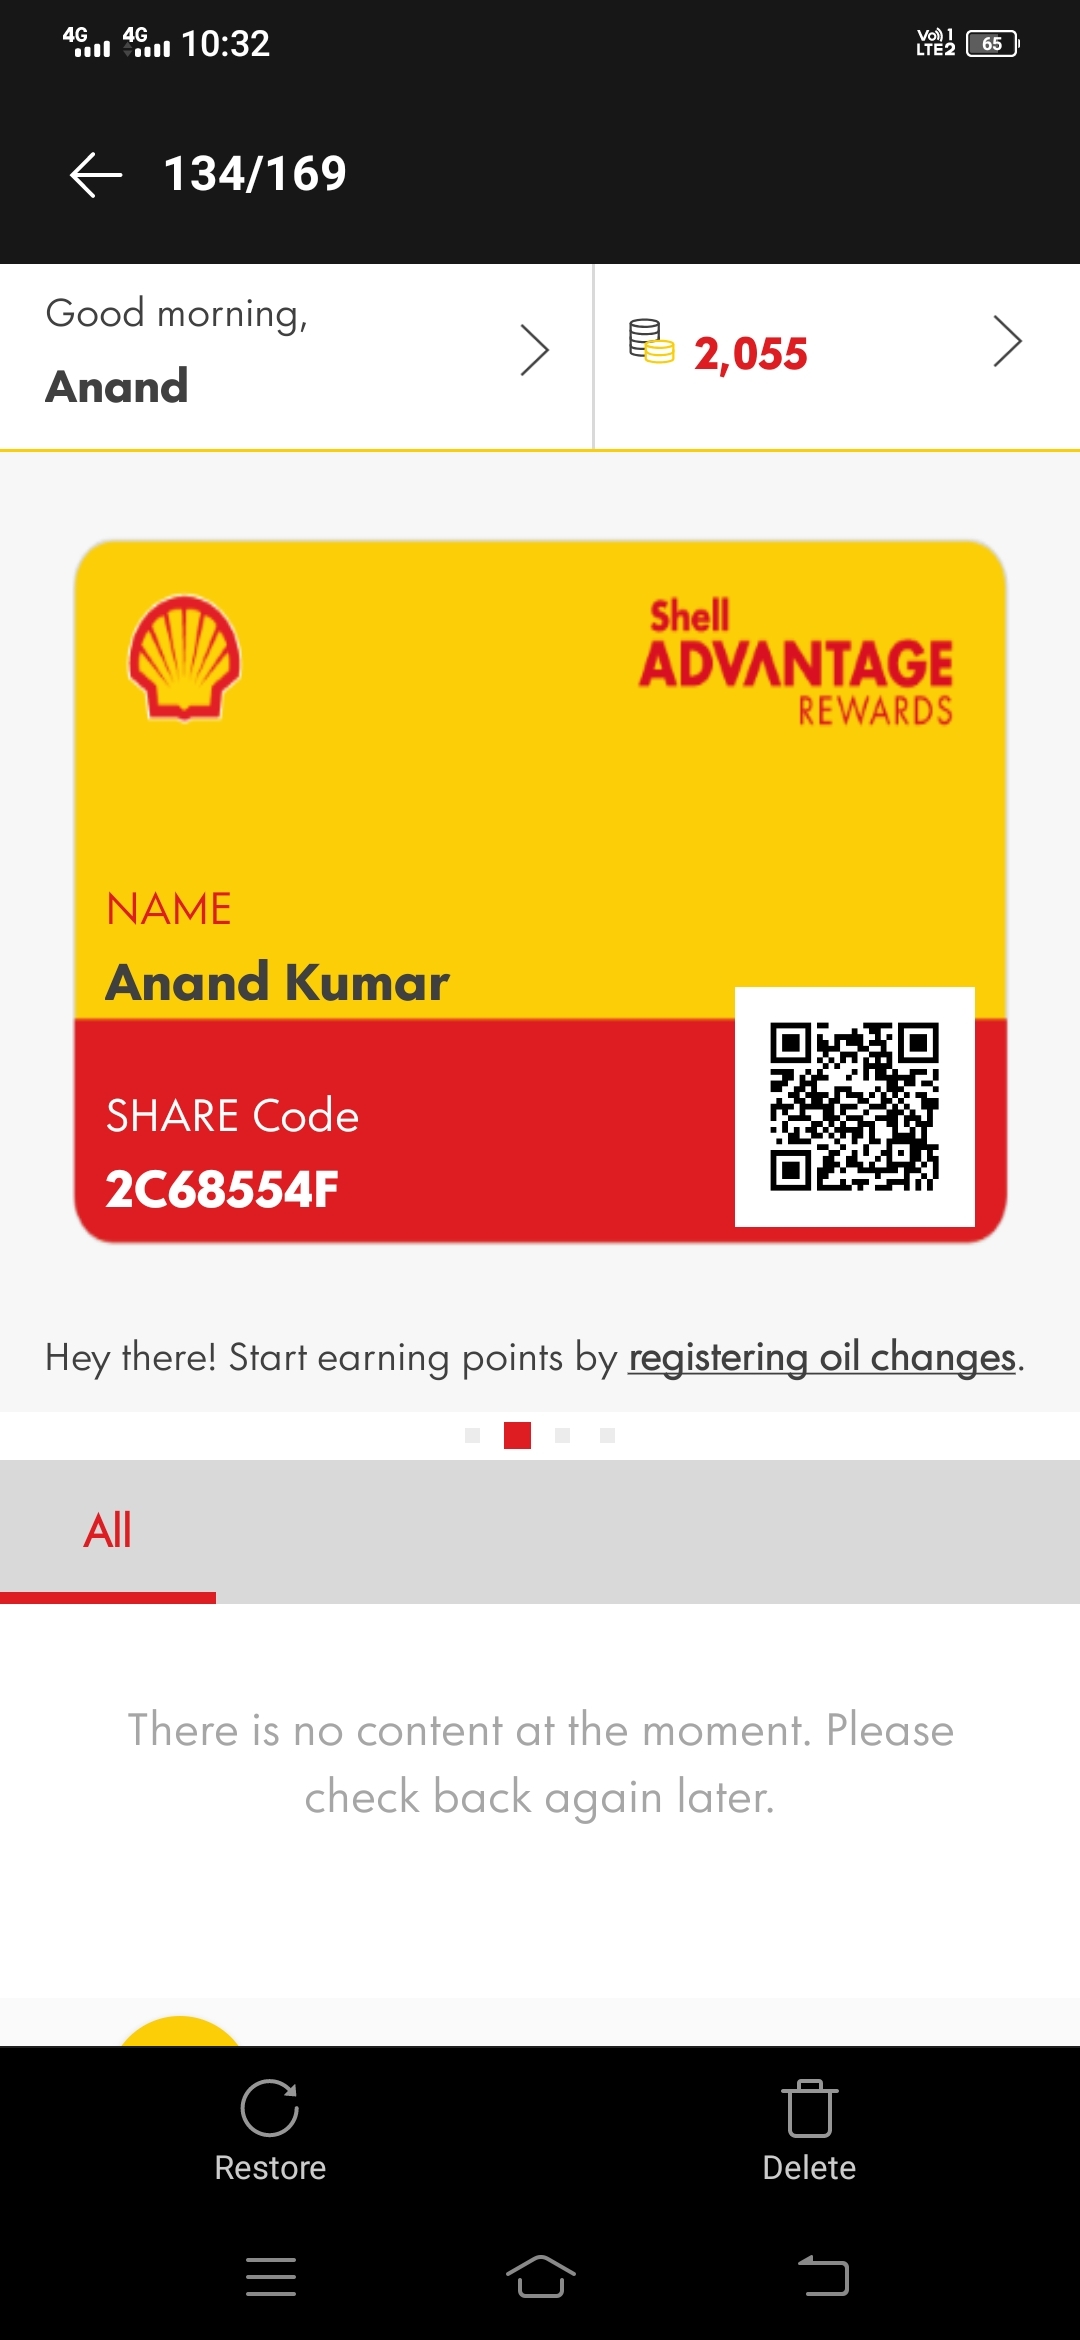 4G 4G 10:32 Vo) 1 LTE2 65
134/169
Good morning,
Anand
2,055
Shell
ADVANTAGE
REWARDS
NAME
Anand Kumar
SHARE Code
2C68554F
Hey there! Start earning points by registering oil changes.
All
There is no content at the moment. Please
check back again later.
Restore Delete